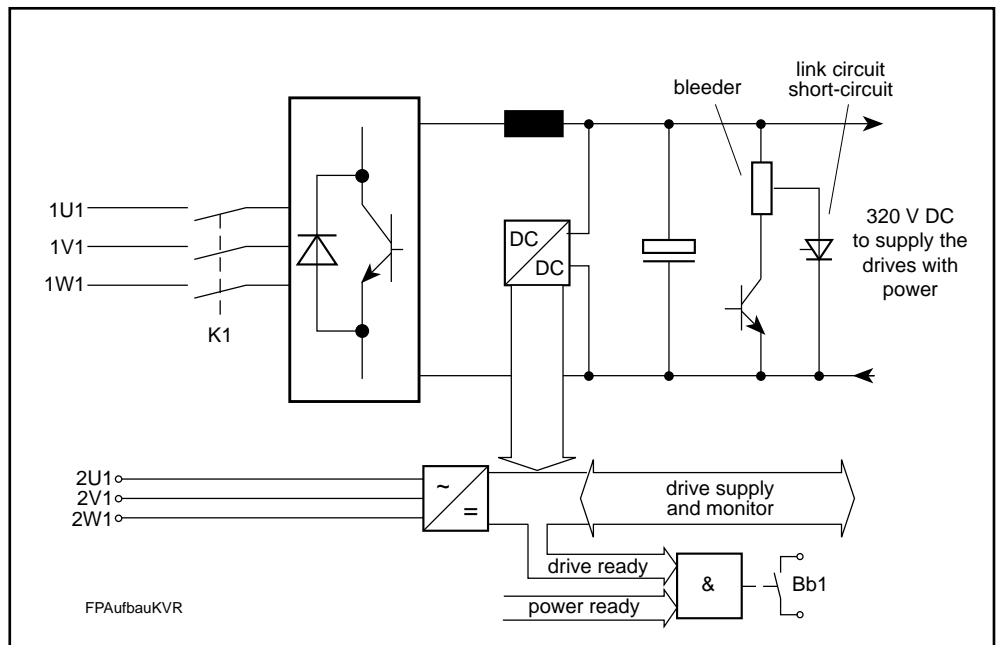 link circuit
short-circuit
bleeder
1U1
1V1
1W1
K1
DC
DC
320 V DC
to supply the
drives with
power
2U1
2V1
2W1
~
=
drive supply
and monitor
drive ready
power ready
&
Bb1
FPAufbauKVR